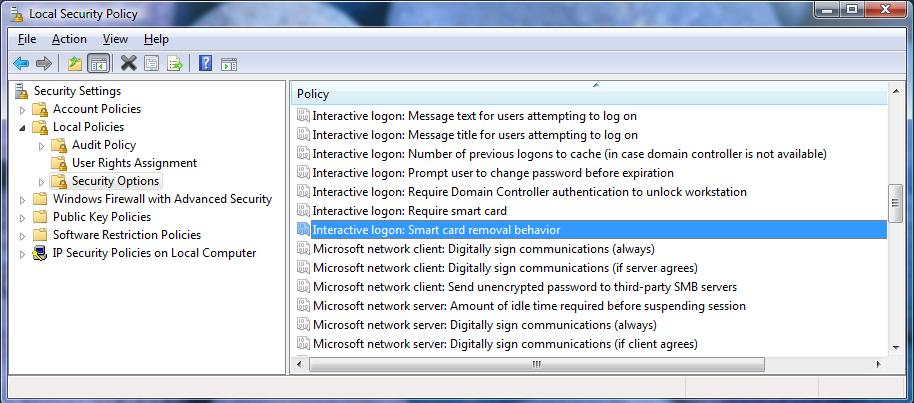 Local Security Policy
File Action View Help
Security Settings
Account Policies
Local Policies
Audit Policy
User Rights Assignment
Security Options
Windows Firewall with Advanced Security
Public Key Policies
Software Restriction Policies
IP Security Policies on Local Computer
Policy
Interactive logon: Message text for users attempting to log on
Interactive logon: Message title for users attempting to log on
Interactive logon: Number of previous logons to cache (in case domain controller is not available)
Interactive logon: Prompt user to change password before expiration
Interactive logon: Require Domain Controller authentication to unlock workstation
Interactive logon: Require smart card
Interactive logon: Smart card removal behavior
Microsoft network client: Digitally sign communications (always)
Microsoft network client: Digitally sign communications (if server agrees)
Microsoft network client: Send unencrypted password to third-party SMB servers
Microsoft network server: Amount of idle time required before suspending session
Microsoft network server: Digitally sign communications (always)
Microsoft network server: Digitally sign communications (if client agrees)